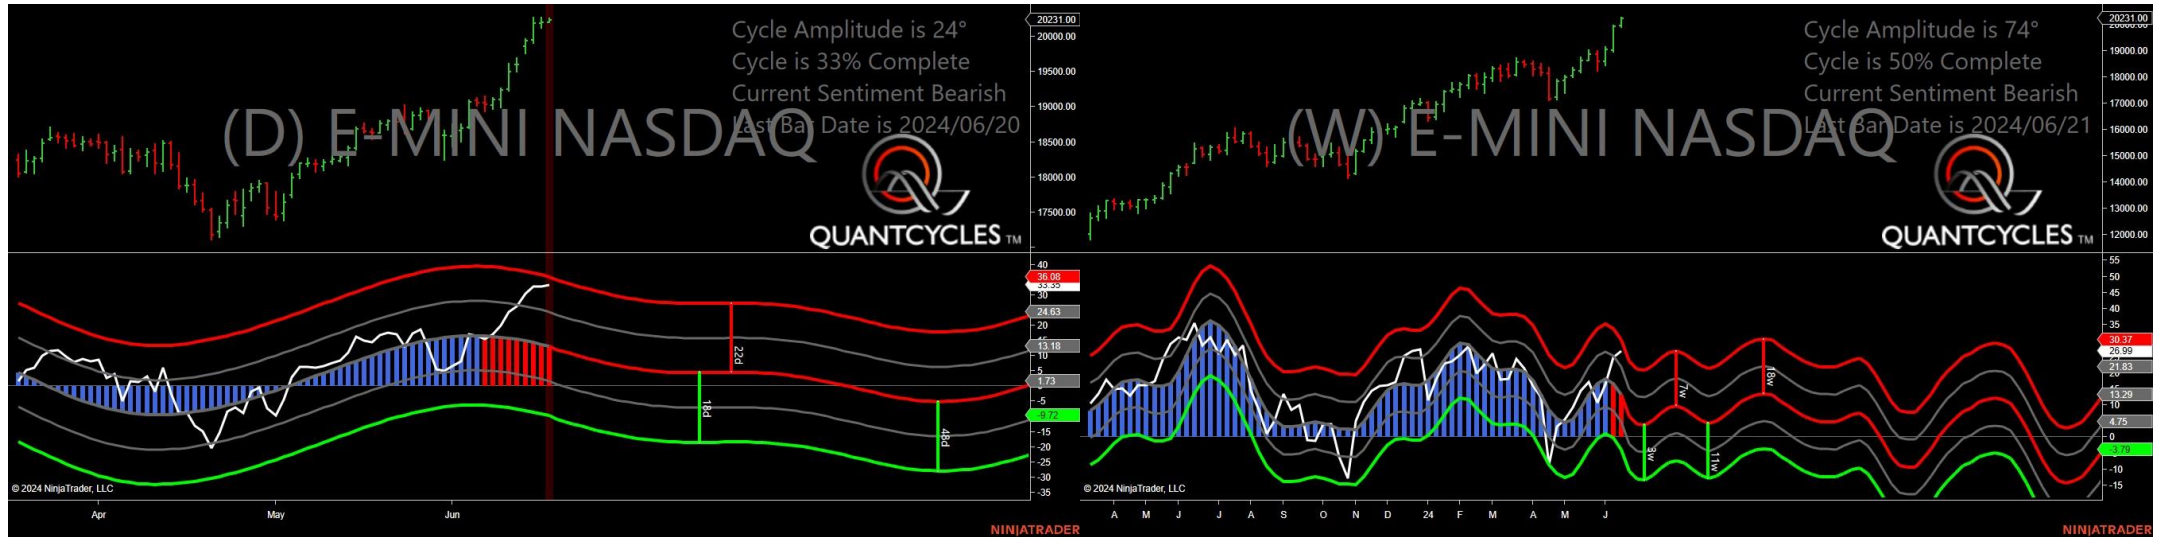 20231.00
Cycle Amplitude is 24°
20000.00
Cycle is 33% Complete
19500.00
Current Sentiment Bearish
19000.00
(D) E-MINI NASDAQ
Last Bar Date is 2024/06/20
18500.00
18000.00
17500.00
QUANTCYCLES TM
40
36.08
33.35
30
24.63
20
13.18
10
5
1.73
-5
-9.72
-15
-20
-25
-30
-35
22d
18d
48d
© 2024 NinjaTrader, LLC
Apr May Jun
NINJATRADER
20231.00
Cycle Amplitude is 74°
19000.00
Cycle is 50% Complete
18000.00
Current Sentiment Bearish
17000.00
(W) E-MINI NASDAQ
Last Bar Date is 2024/06/21
16000.00
15000.00
14000.00
13000.00
12000.00
QUANTCYCLES TM
55
50
45
40
35
30.37
26.99
21.83
15
13.29
10
4.75
0
-3.79
-10
-15
7w
18w
11w
© 2024 NinjaTrader, LLC
A M J J A S O N D 24 F M A M J
NINJATRADER